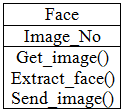 Face
Image_No
Get_image()
Extract_face()
Send_image()